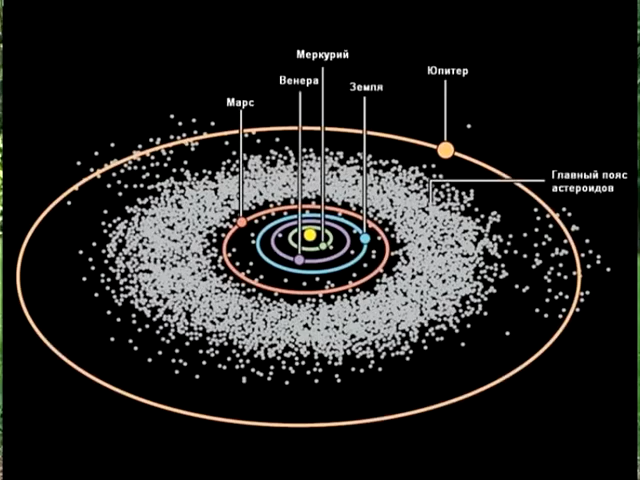 Меркурий
Венера
Земля
Юпитер
Марс
Главный пояс
астероидов